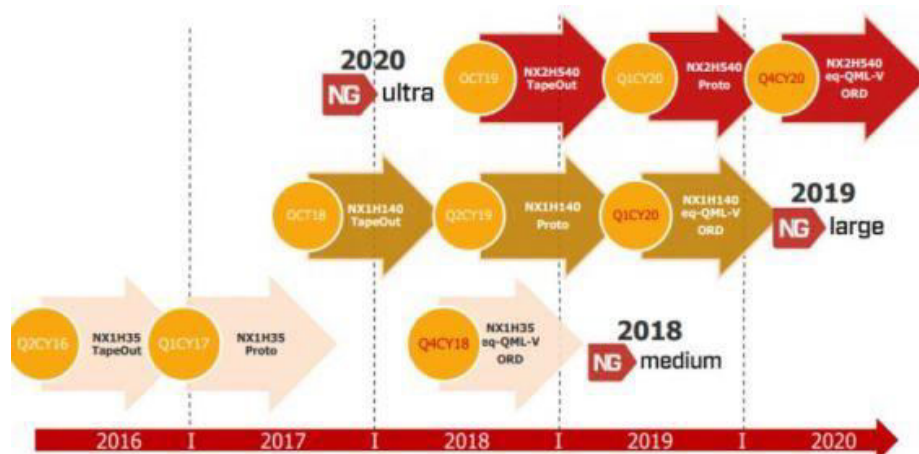 2020
NG ultra
OCT19
NX2H540
TapeOut
Q1CY20
NX2H540
Proto
Q4CY20
NX2H540
eq-QML-V
ORD
OCT18
NX1H140
TapeOut
Q2CY19
NX1H140
Proto
Q1CY20
NX1H140
eq-QML-V
ORD
2019
NG large
Q2CY16
NX1H35
TapeOut
Q1CY17
NX1H35
Proto
Q4CY18
NX1H35
eq-QML-V
ORD
2018
NG medium
2016 I 2017 I 2018 I 2019 I 2020